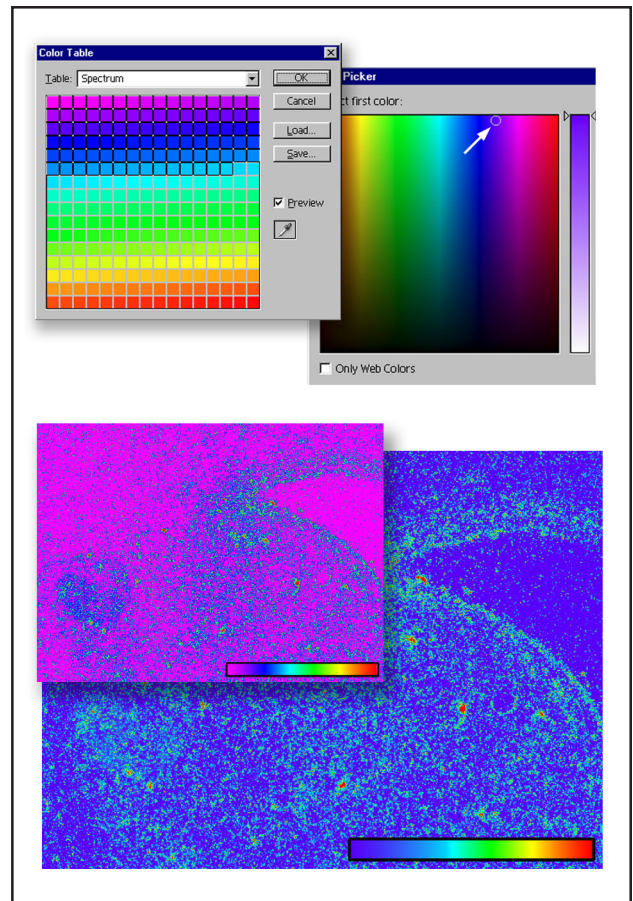 Color Table
Table: Spectrum
OK
Cancel
Load...
Save...
Preview
Picker
ct first color:
Only Web Colors